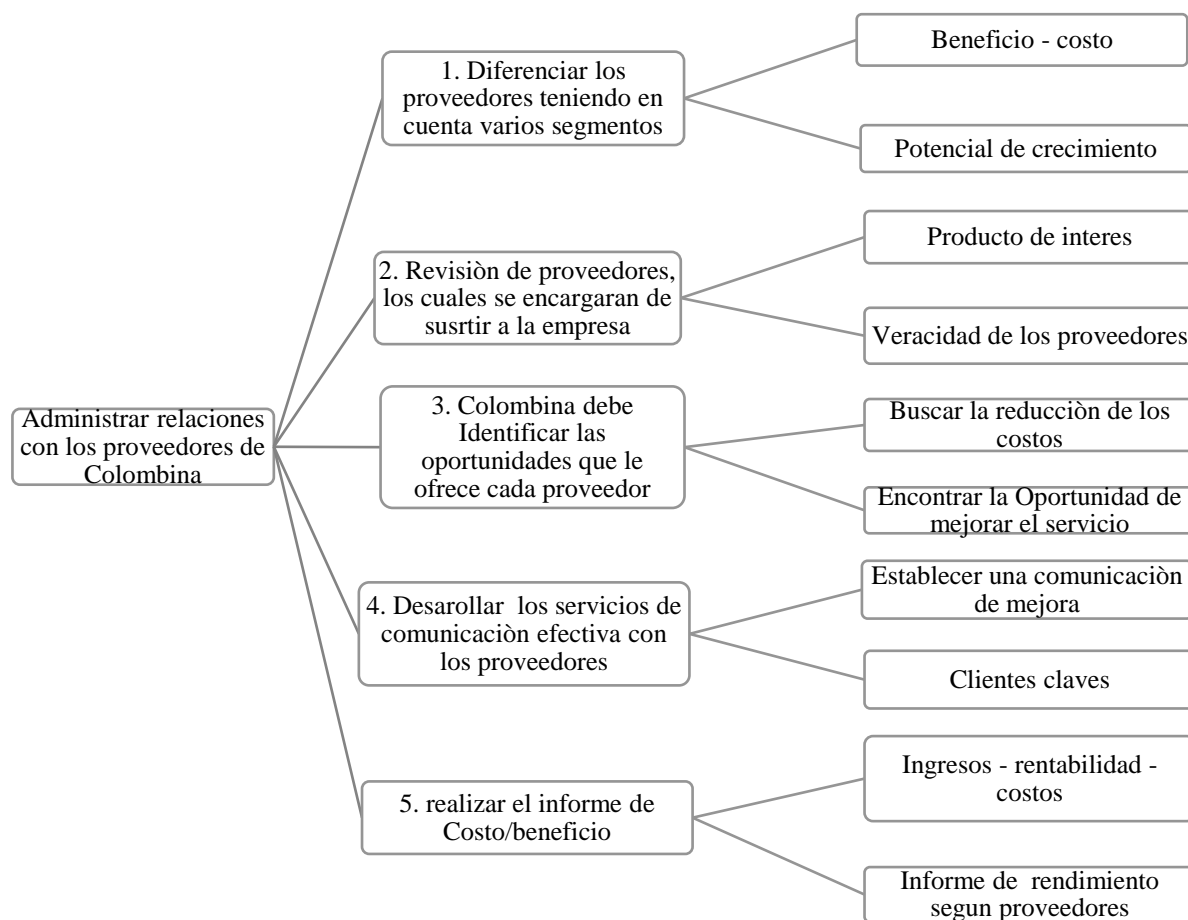 Administrar relaciones
con los proveedores de
Colombina
1. Diferenciar los
proveedores teniendo en
cuenta varios segmentos
Beneficio - costo
Potencial de crecimiento
2. Revisiòn de proveedores,
los cuales se encargaran de
susrtir a la empresa
Producto de interes
Veracidad de los proveedores
3. Colombina debe
Identificar las
oportunidades que le
ofrece cada proveedor
Buscar la reducciòn de los
costos
Encontrar la Oportunidad de
mejorar el servicio
4. Desarollar  los servicios de
comunicaciòn efectiva con
los proveedores
Establecer una comunicaciòn
de mejora
Clientes claves
5. realizar el informe de
Costo/beneficio
Ingresos - rentabilidad -
costos
Informe de  rendimiento
segun proveedores